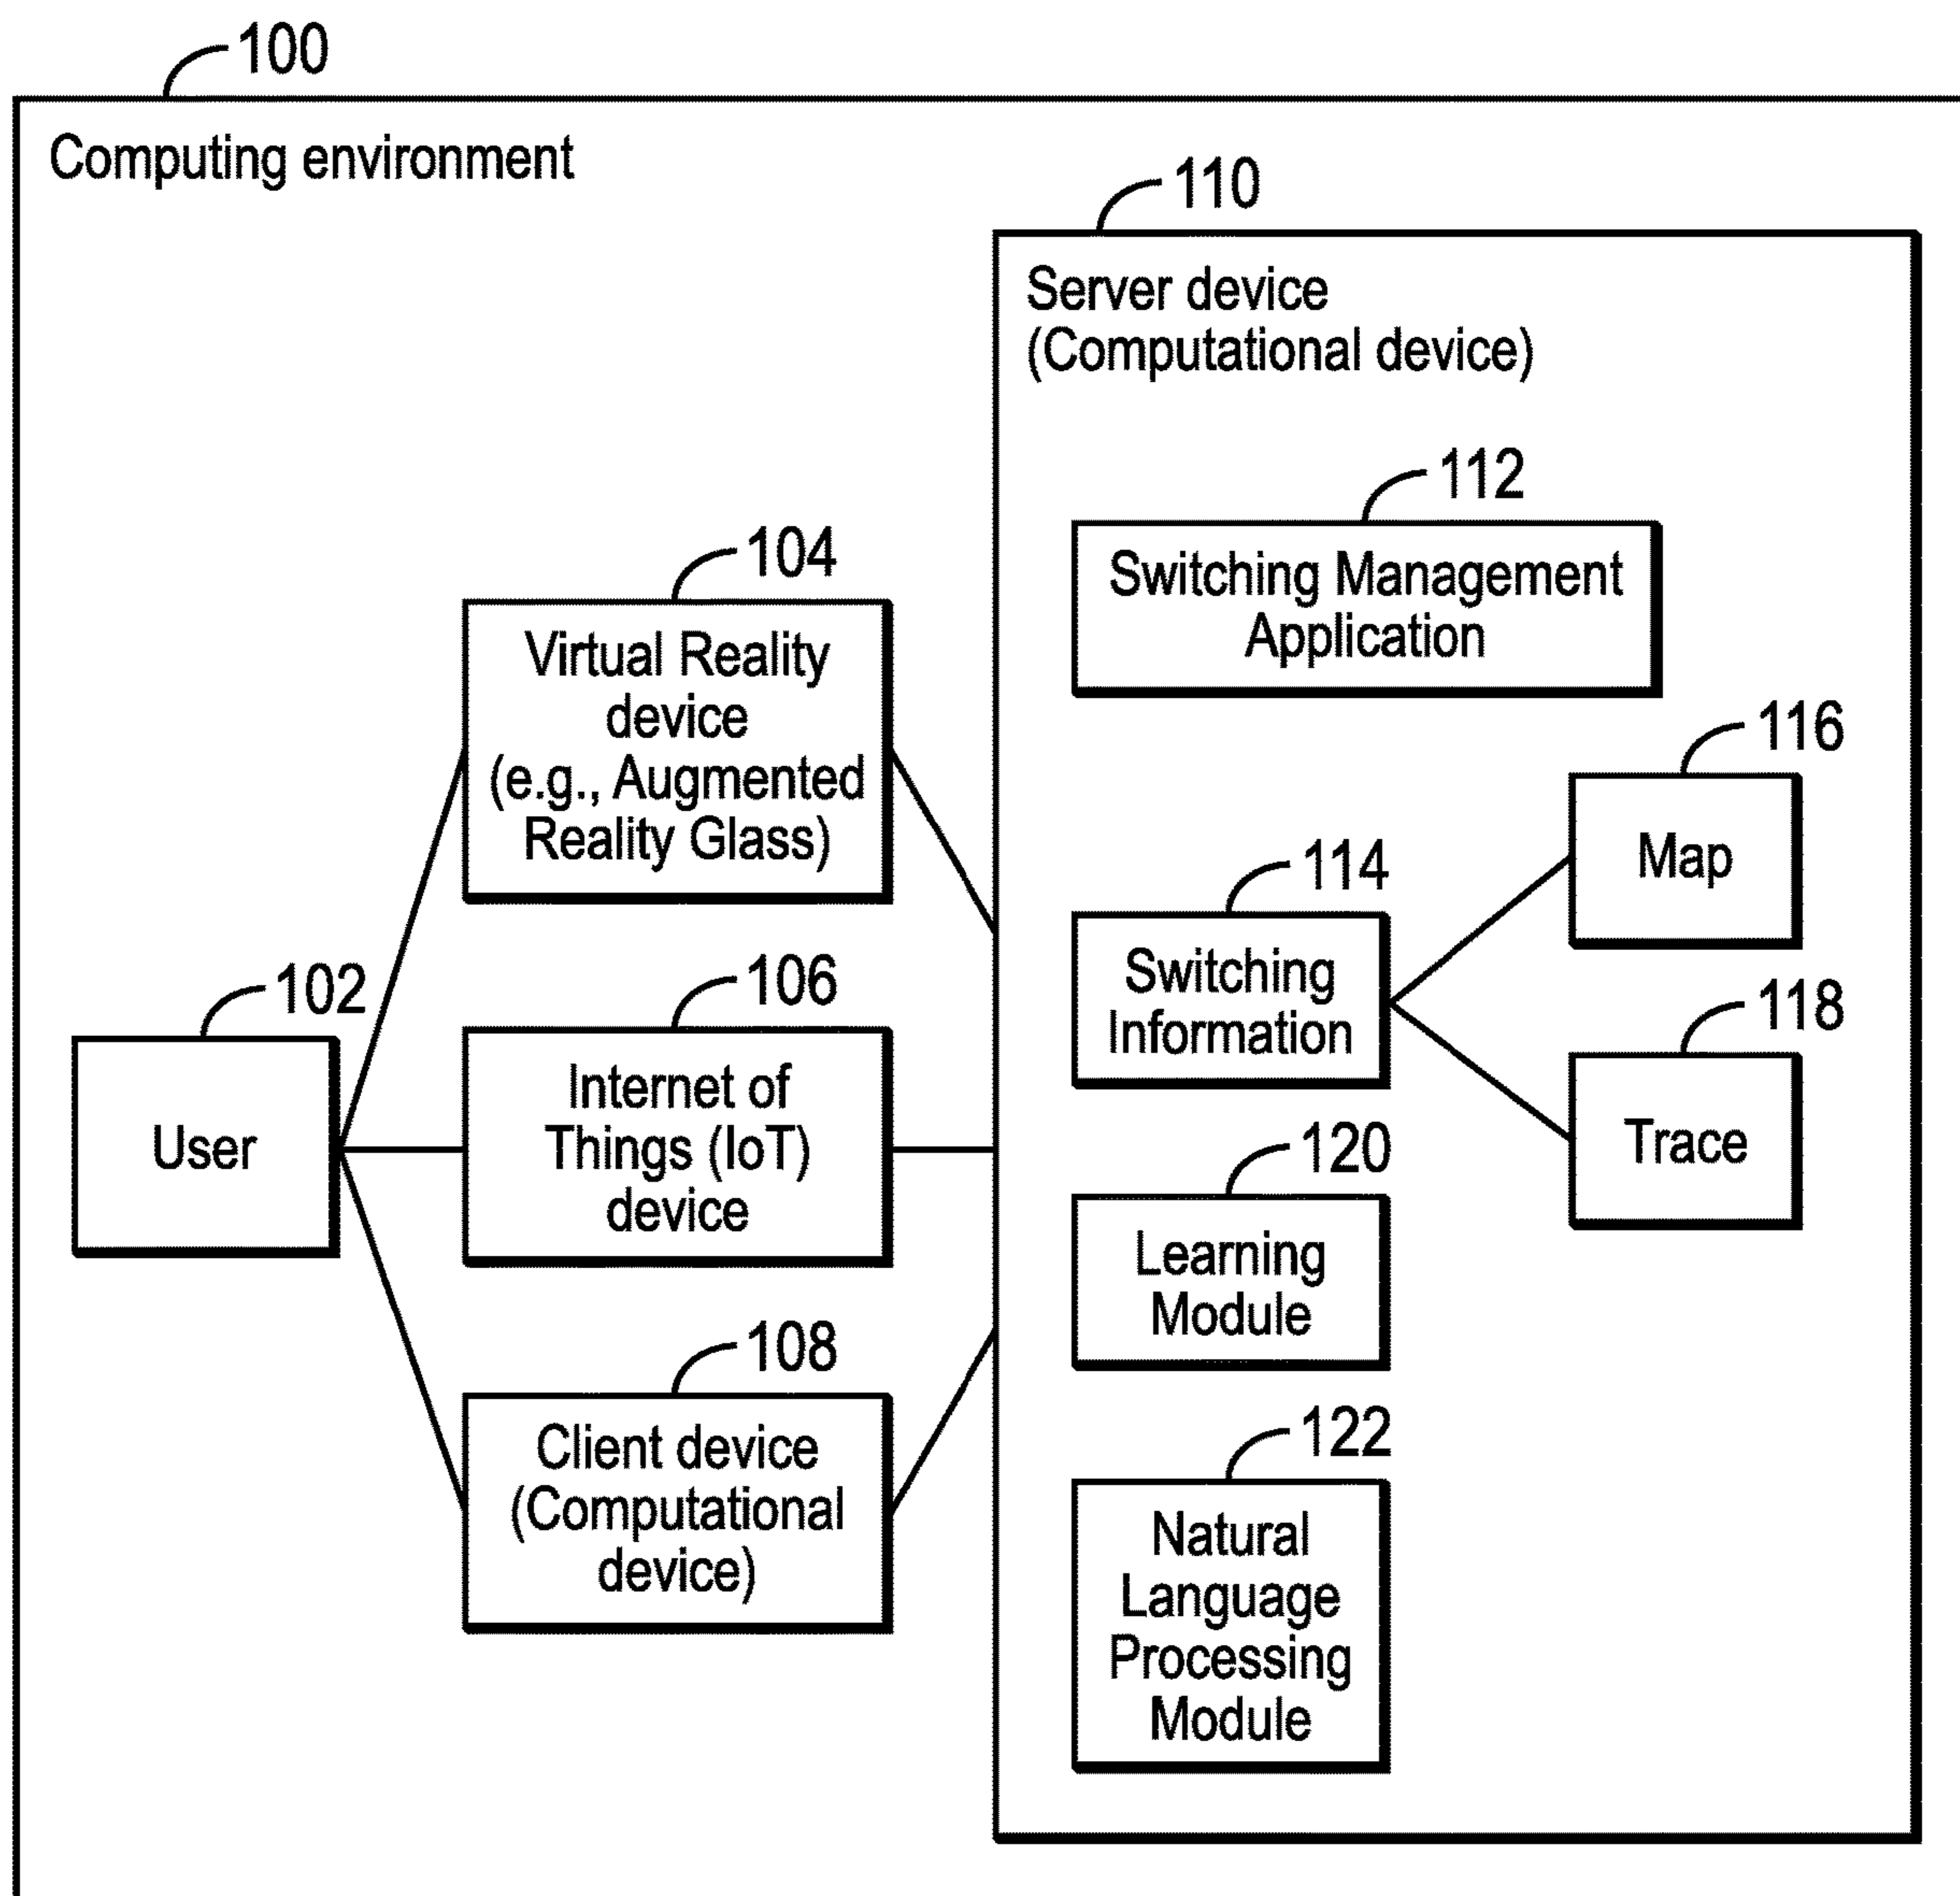 100
Computing environment
110
Server device
(Computational device)
112
Switching Management
Application
104
Virtual Reality
device
(e.g., Augmented
Reality Glass)
116
Map
114
Switching
Information
118
Trace
102
User
106
Internet of
Things (IoT)
device
120
Learning
Module
108
Client device
(Computational
device)
122
Natural
Language
Processing
Module